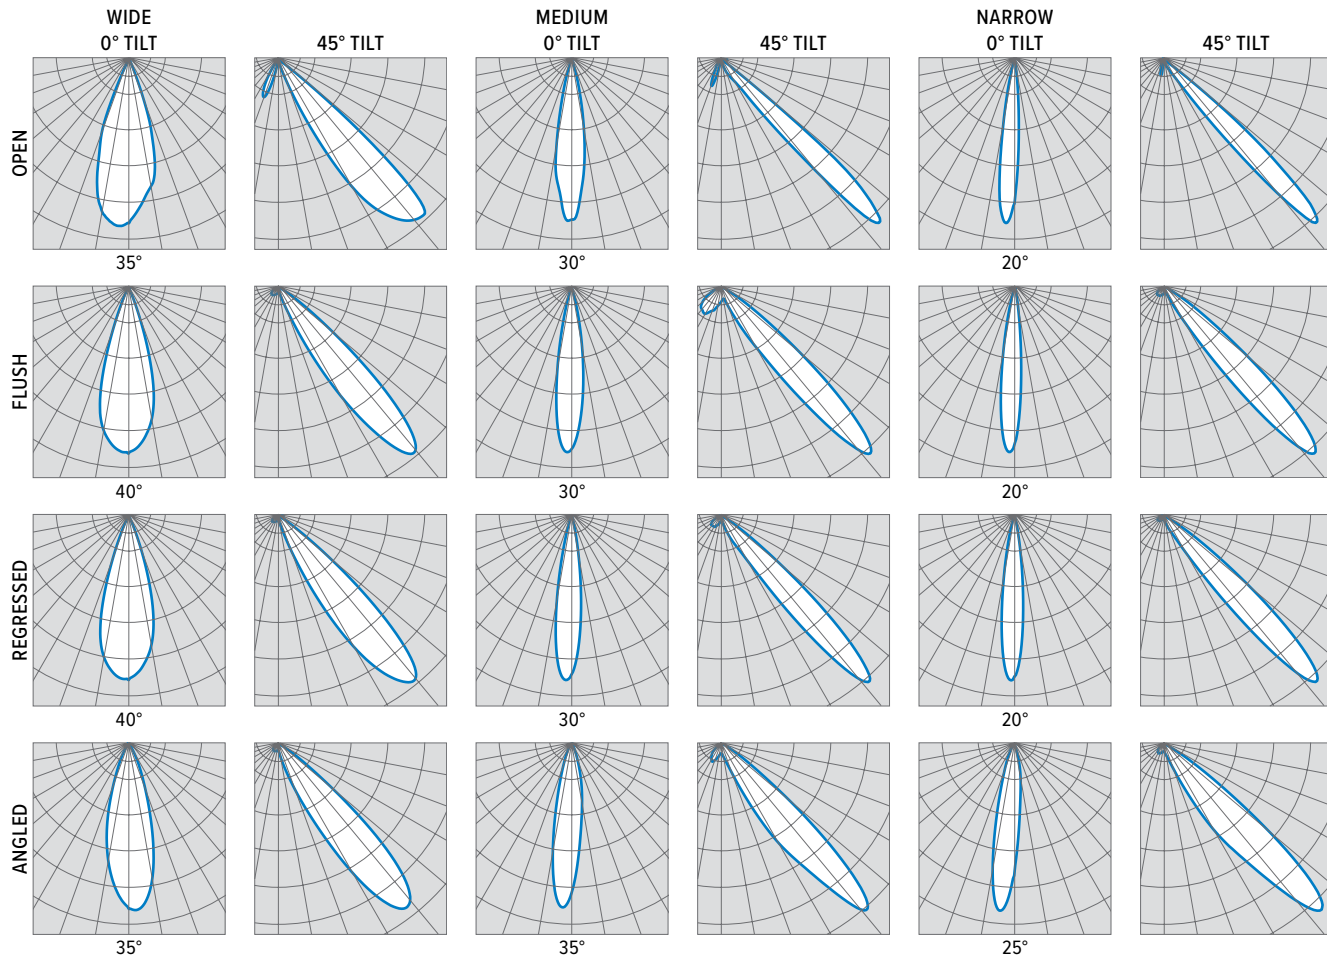 WIDE MEDIUM NARROW
0° TILT 45° TILT 0° TILT 45° TILT 0° TILT 45° TILT
OPEN
35° 30° 20°
FLUSH
40° 30° 20°
REGRESSED
40° 30° 20°
ANGLED
35° 35° 25°